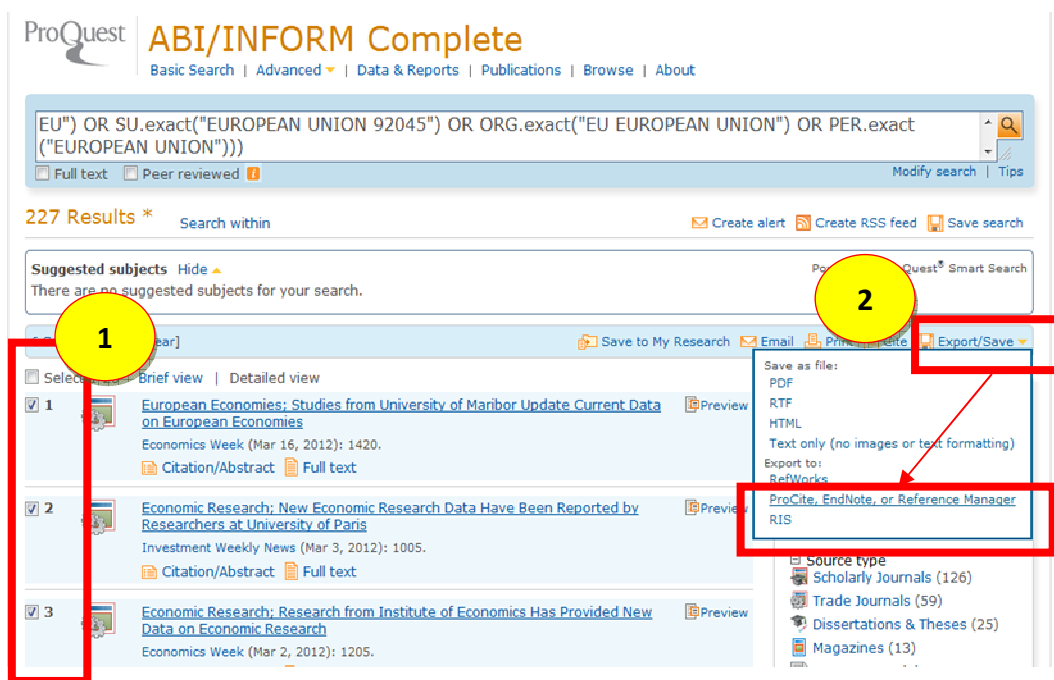 ProQuest
ABI/INFORM Complete
Basic Search | Advanced | Data & Reports | Publications | Browse | About
EU") OR SU.exact("EUROPEAN UNION 92045") OR ORG.exact("EU EUROPEAN UNION") OR PER.exact
("EUROPEAN UNION")))
Full text Peer reviewed i
Modify search | Tips
227 Results *
Search within
Create alert Create RSS feed Save search
Suggested subjects Hide
Quest® Smart Search
There are no suggested subjects for your search.
1
2
Save to My Research Email Print Cite Export/Save
Brief view | Detailed view
Save as file:
PDF
RTF
HTML
Text only (no images or text formatting)
Export to:
RefWorks
ProCite, EndNote, or Reference Manager
RIS
1
European Economies; Studies from University of Maribor Update Current Data
on European Economies
Preview
Economics Week (Mar 16, 2012): 1420.
Citation/Abstract Full text
2
Economic Research; New Economic Research Data Have Been Reported by
Researchers at University of Paris
Preview
Investment Weekly News (Mar 3, 2012): 1005.
Citation/Abstract Full text
3
Economic Research; Research from Institute of Economics Has Provided New
Data on Economic Research
Preview
Economics Week (Mar 2, 2012): 1205.
Source type
Scholarly Journals (126)
Trade Journals (59)
Dissertations & Theses (25)
Magazines (13)